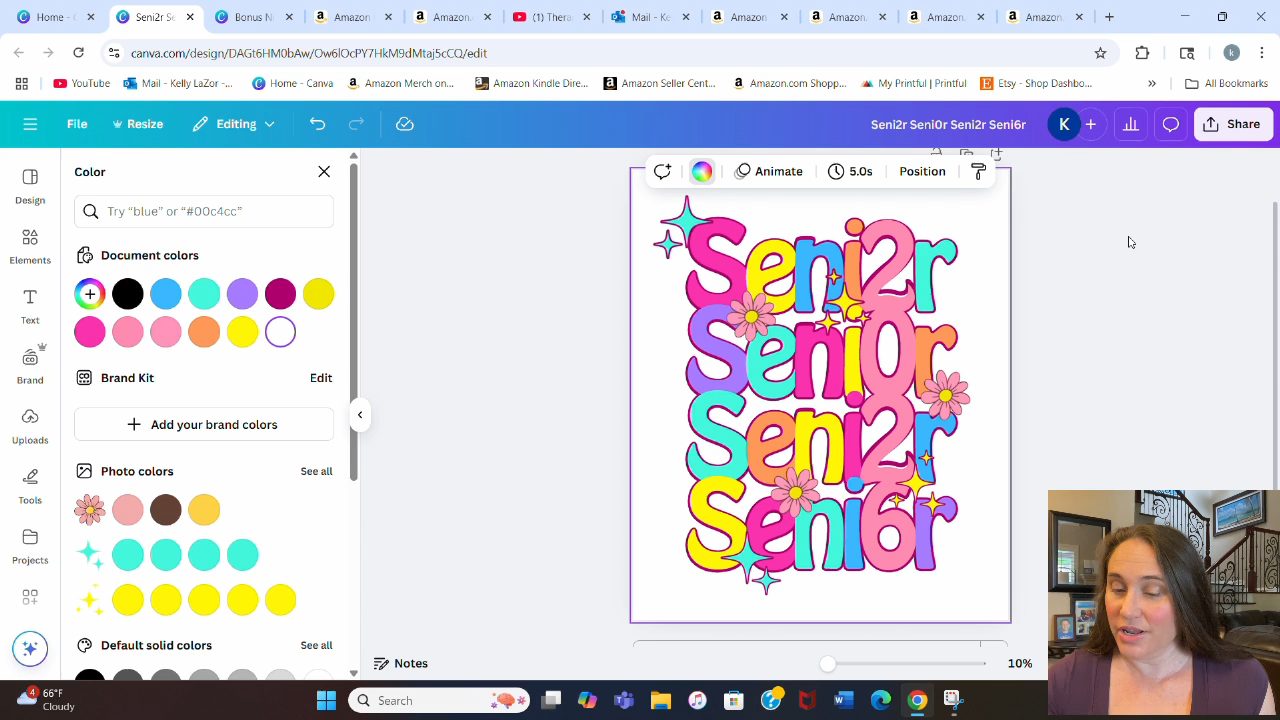 Home - C
Seni2r Se
Bonus N
Amazon
Amazon.
(1) Thera
Mail - Ke
Amazon
Amazon.
Amazon.
Amazon.
canva.com/design/DAGt6HM0bAw/Ow6lOcPY7HkM9dMtaj5cCQ/edit
k
YouTube
Mail - Kelly LaZor -...
Home - Canva
Amazon Merch on...
Amazon Kindle Dire...
Amazon Seller Cent...
Amazon.com Shopp...
My Printful | Printful
Etsy - Shop Dashbo...
All Bookmarks
File
Resize
Editing
Seni2r Seni0r Seni2r Seni6r
K
Share
Design
Elements
Text
Brand
Uploads
Tools
Projects
Color
Try “blue” or “#00c4cc”
Document colors
Brand Kit
Edit
Add your brand colors
Photo colors
See all
Default solid colors
See all
Animate
5.0s
Position
Seni2r
Seni0r
Seni2r
Seni6r
Notes
10%
4
66°F
Cloudy
Search